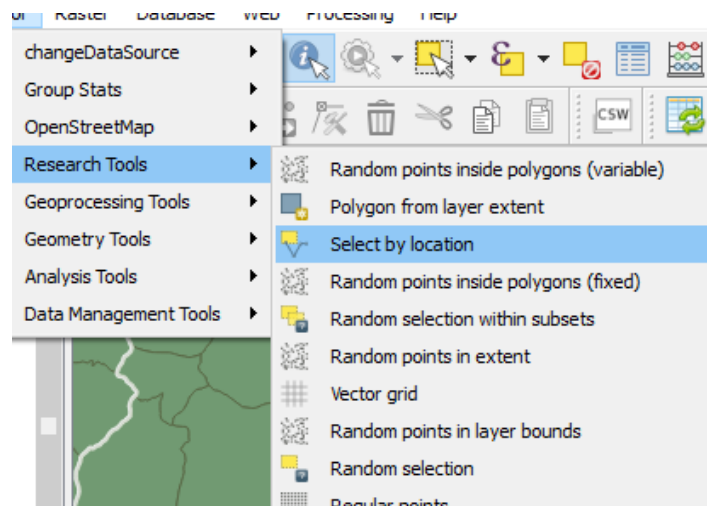 Raster Database Web Processing Help
changeDataSource
Group Stats
OpenStreetMap
CSW
Research Tools
Random points inside polygons (variable)
Geoprocessing Tools
Polygon from layer extent
Geometry Tools
Select by location
Analysis Tools
Random points inside polygons (fixed)
Data Management Tools
Random selection within subsets
Random points in extent
Vector grid
Random points in layer bounds
Random selection
Regular points